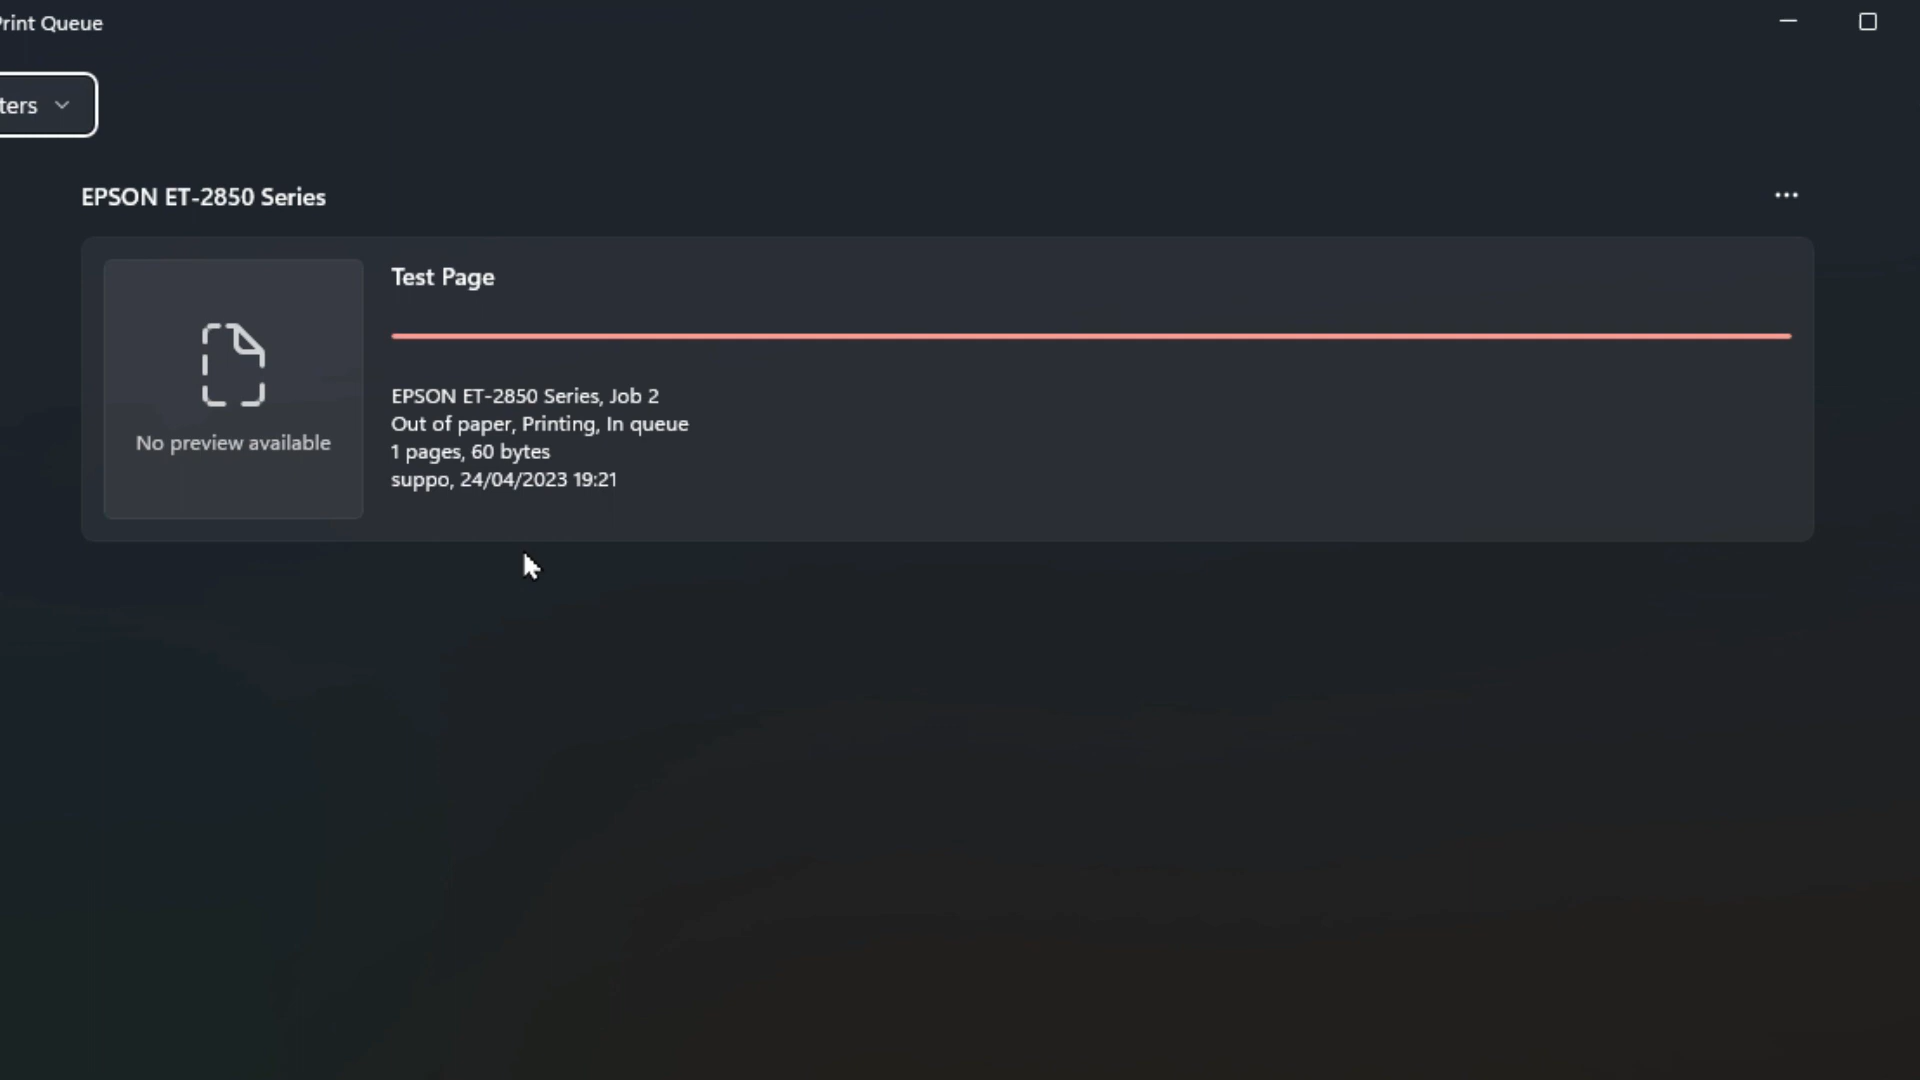 Print Queue
ters
EPSON ET-2850 Series
Test Page
No preview available
EPSON ET-2850 Series, Job 2
Out of paper, Printing, In queue
1 pages, 60 bytes
suppo, 24/04/2023 19:21